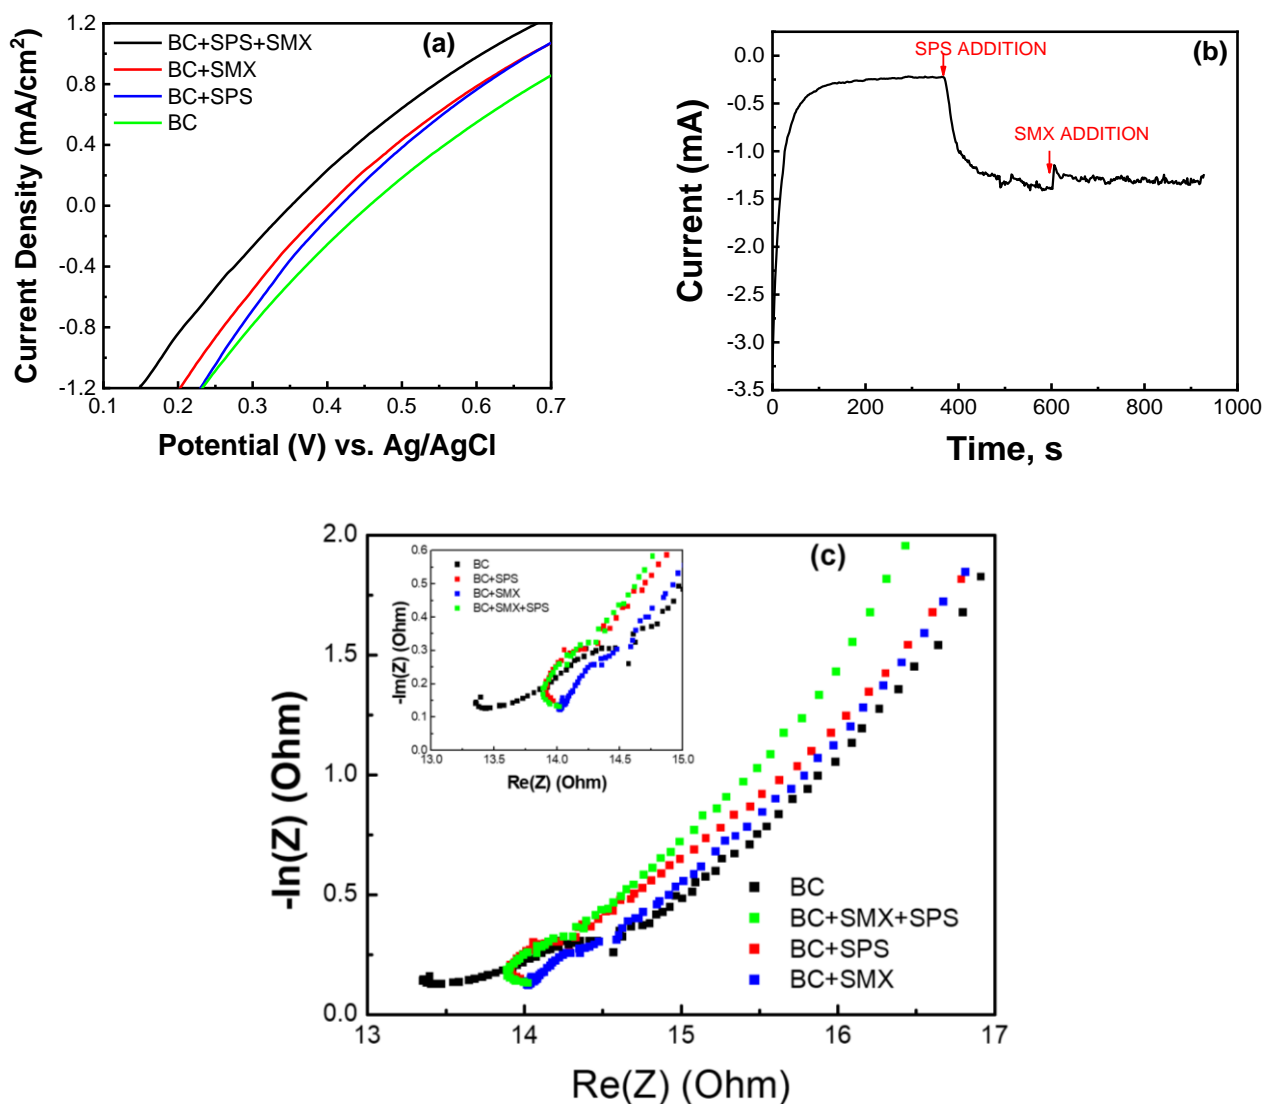 (a)
BC+SPS+SMX
BC+SMX
BC+SPS
BC
Current Density (mA/cm²)
1.2
0.8
0.4
0.0
-0.4
-0.8
-1.2
0.1 0.2 0.3 0.4 0.5 0.6 0.7
Potential (V) vs. Ag/AgCl
(b)
SPS ADDITION
SMX ADDITION
Current (mA)
0.0
-0.5
-1.0
-1.5
-2.0
-2.5
-3.0
-3.5
0 200 400 600 800 1000
Time, s
(c)
-In(Z) (Ohm)
2.0
1.5
1.0
0.5
0.0
13 14 15 16 17
Re(Z) (Ohm)
BC
BC+SMX+SPS
BC+SPS
BC+SMX
-Im(Z) (Ohm)
0.6
0.5
0.4
0.3
0.2
0.1
0.0
13.0 13.5 14.0 14.5 15.0
Re(Z) (Ohm)
BC
BC+SPS
BC+SMX
BC+SMX+SPS